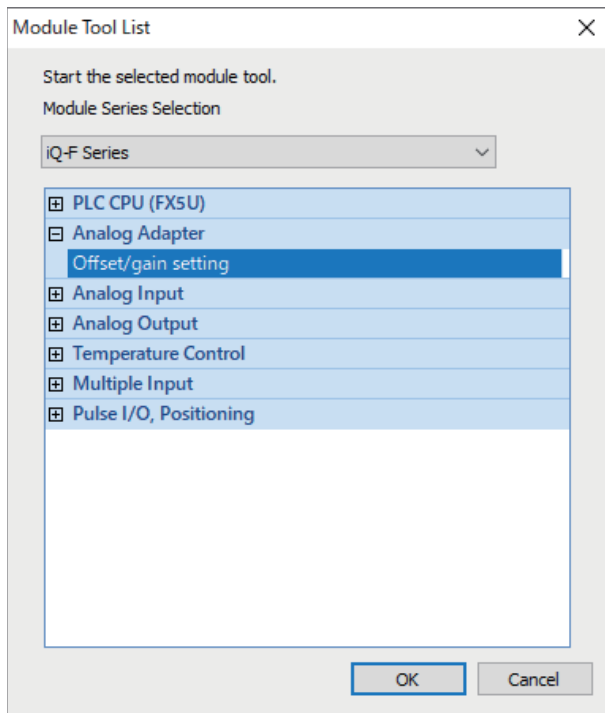 Module Tool List
Start the selected module tool.
Module Series Selection
iQ-F Series
PLC CPU (FX5U)
Analog Adapter
Offset/gain setting
Analog Input
Analog Output
Temperature Control
Multiple Input
Pulse I/O, Positioning
OK Cancel